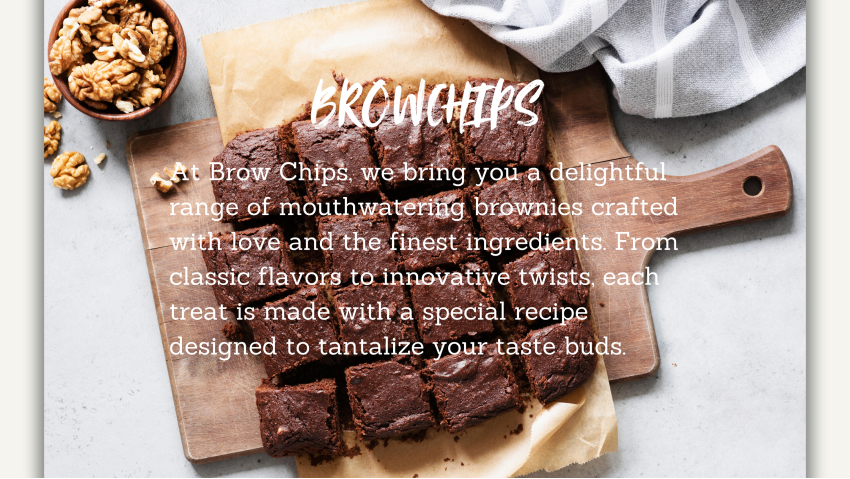 BROWCHIPS
At Brow Chips, we bring you a delightful
range of mouthwatering brownies crafted
with love and the finest ingredients. From
classic flavors to innovative twists, each
treat is made with a special recipe
designed to tantalize your taste buds.